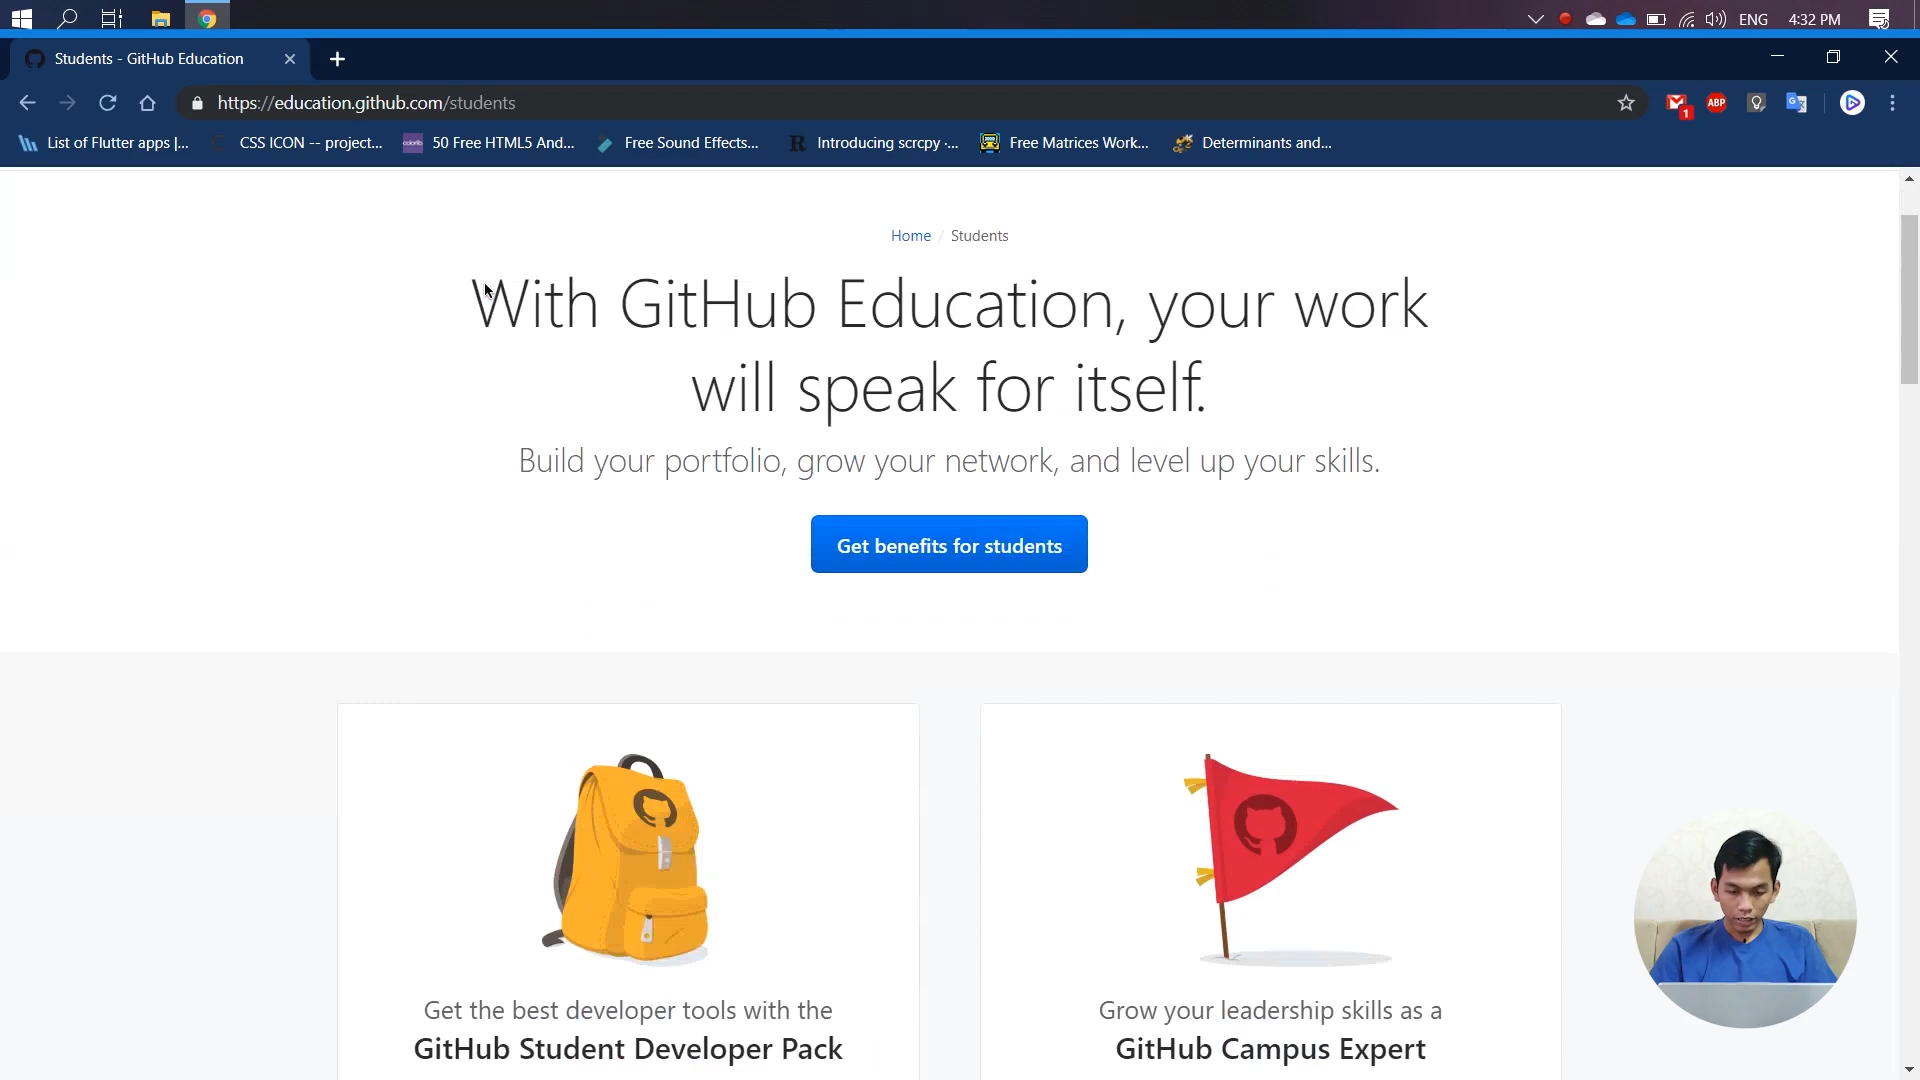 ENG
4:32 PM
Students - GitHub Education
https://education.github.com/students
1
ABP
List of Flutter apps |...
CSS ICON -- project...
50 Free HTML5 And...
Free Sound Effects...
Introducing scrcpy ·...
Free Matrices Work...
Determinants and...
Home / Students
With GitHub Education, your work
will speak for itself.
Build your portfolio, grow your network, and level up your skills.
Get benefits for students
Get the best developer tools with the
GitHub Student Developer Pack
Grow your leadership skills as a
GitHub Campus Expert